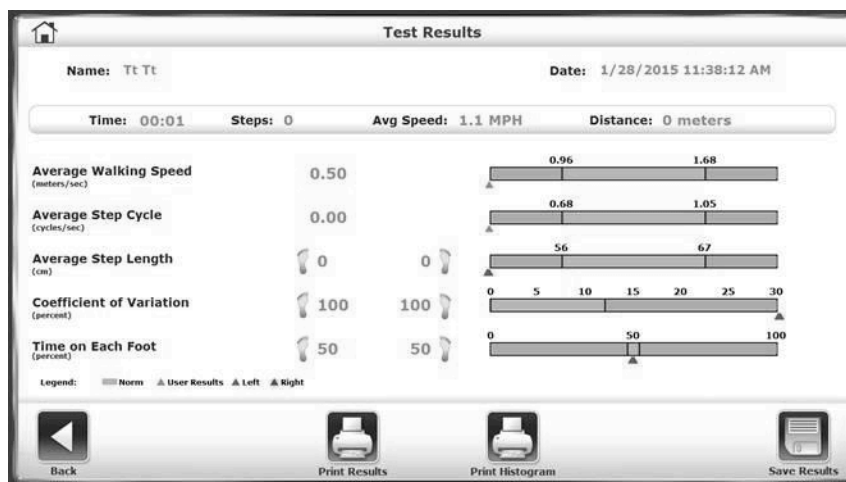 Test Results
Name: Tt Tt Date: 1/28/2015 11:38:12 AM
Time: 00:01 Steps: 0 Avg Speed: 1.1 MPH Distance: 0 meters
0.96 1.68
Average Walking Speed 0.50
(meters/sec)
0.68 1.05
Average Step Cycle 0.00
(cycles/sec)
56 67
Average Step Length 0 0
(cm)
0 5 10 15 20 25 30
Coefficient of Variation 100 100
(percent)
0 50 100
Time on Each Foot 50 50
(percent)
Legend: Norm User Results Left Right
Back Print Results Print Histogram Save Results